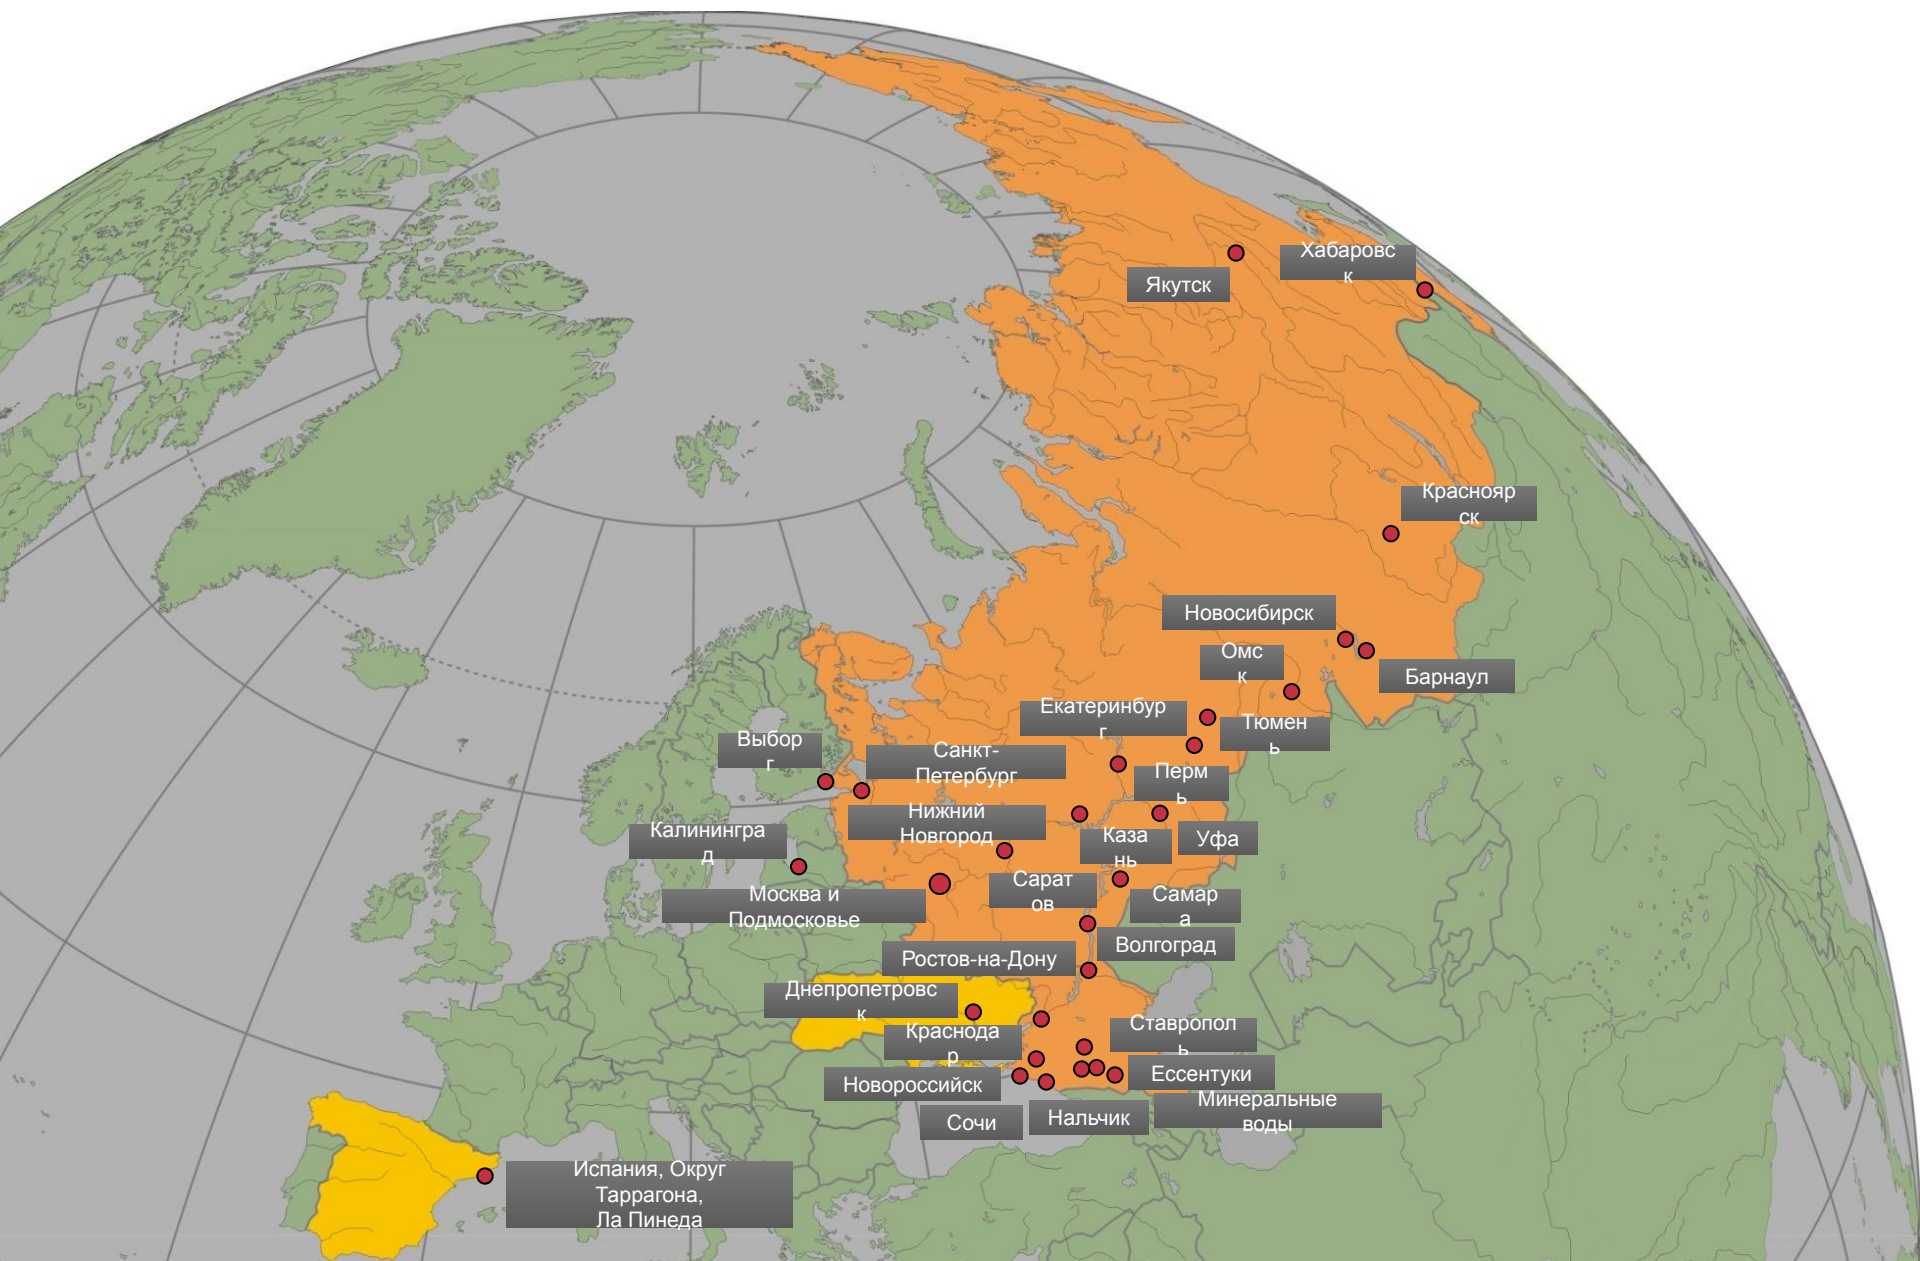 Хабаровс
к
Якутск
Краснояр
ск
Новосибирск
Омс
к
Барнаул
Екатеринбур
г
Тюмен
ь
Выбор
г
Санкт-
Петербург
Перм
ь
Нижний
Новгород
Калинингра
д
Каза
нь
Уфа
Москва и
Подмосковье
Сарат
ов
Самар
а
Волгоград
Ростов-на-Дону
Днепропетровс
к
Краснода
р
Ставропол
ь
Новороссийск
Ессентуки
Сочи
Нальчик
Минеральные
воды
Испания, Округ
Таррагона,
Ла Пинеда